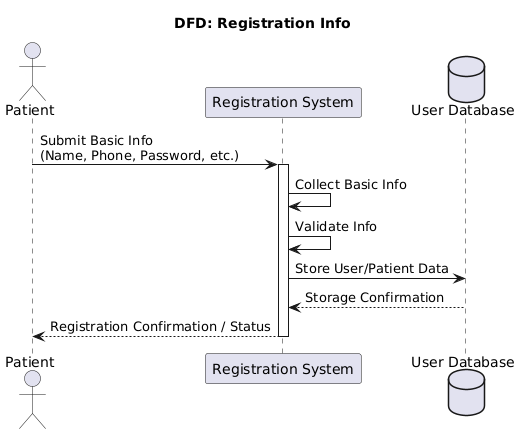 DFD: Registration Info
Patient
Registration System
User Database
Submit Basic Info
(Name, Phone, Password, etc.)
Collect Basic Info
Validate Info
Store User/Patient Data
Storage Confirmation
Registration Confirmation / Status
Patient
Registration System
User Database